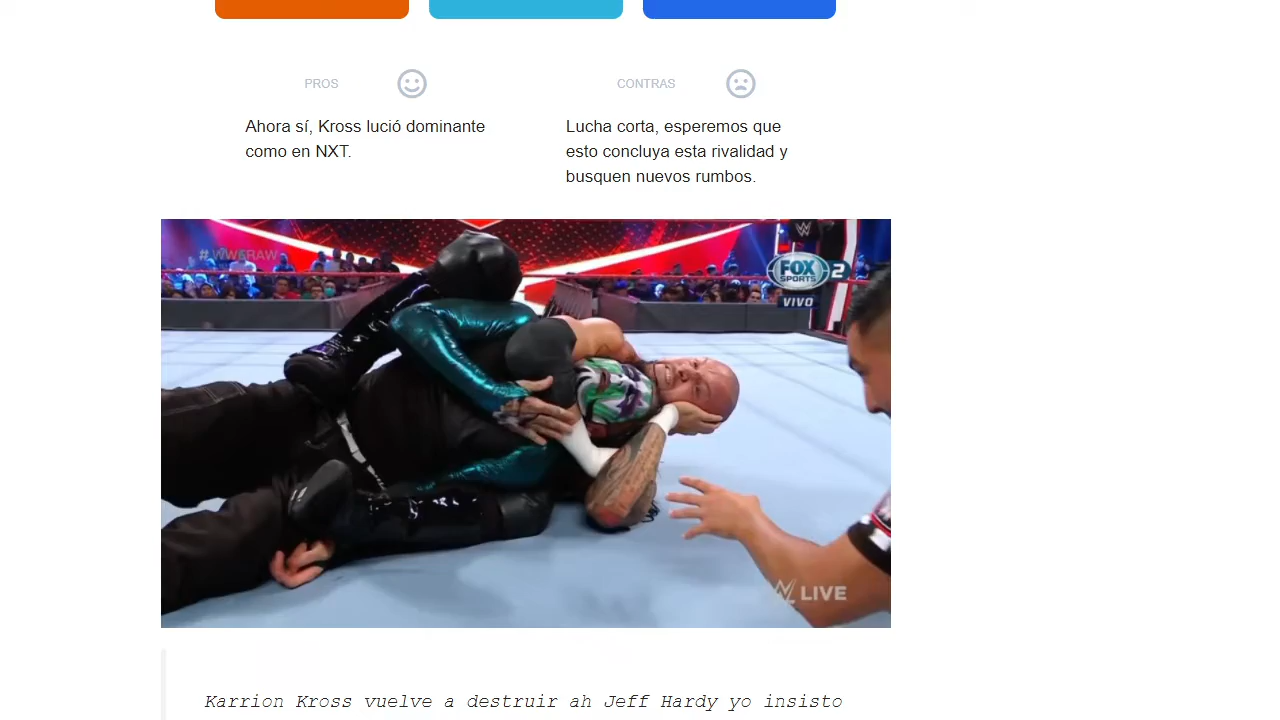 PROS
CONTRAS
Ahora sí, Kross lució dominante
como en NXT.
Lucha corta, esperemos que
esto concluya esta rivalidad y
busquen nuevos rumbos.
#WWERAW
FOX
SPORTS
2
VIVO
LIVE
Karrion Kross vuelve a destruir ah Jeff Hardy yo insisto